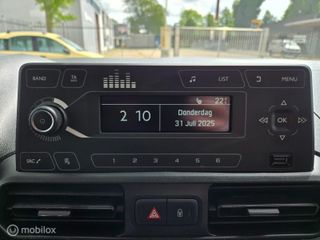 BAND
TA
LIST
MENU
22°
2 10
Donderdag
31 Juli 2025
OK
SRC
1 2 3 4 5 6
mobilox